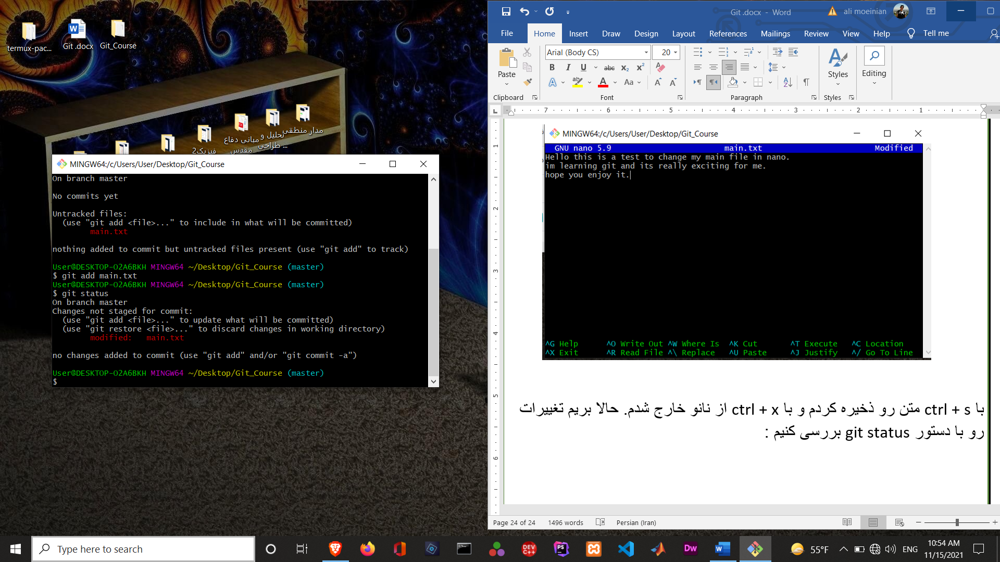 termux-pac...
Git .docx
Git_Course
مدار منطقی
تحلیل و
طراحی ...
مبانی دفاع
مقدس
فیزیک2
MINGW64:/c/Users/User/Desktop/Git_Course
On branch master
No commits yet
Untracked files:
(use "git add <file>..." to include in what will be committed)
main.txt
nothing added to commit but untracked files present (use "git add" to track)
User@DESKTOP-O2A6BKH MINGW64 ~/Desktop/Git_Course (master)
$ git add main.txt
User@DESKTOP-O2A6BKH MINGW64 ~/Desktop/Git_Course (master)
$ git status
On branch master
Changes not staged for commit:
(use "git add <file>..." to update what will be committed)
(use "git restore <file>..." to discard changes in working directory)
modified:   main.txt
no changes added to commit (use "git add" and/or "git commit -a")
User@DESKTOP-O2A6BKH MINGW64 ~/Desktop/Git_Course (master)
$
Git .docx - Word
ali moeinian
File Home Insert Draw Design Layout References Mailings Review View Help Tell me
Arial (Body CS) 20
Paste
B I U abc x₂ x²
A A Aa A A
Styles
Editing
Clipboard Font Paragraph Styles
7 6 5 4 3 2 1
1
2
3
4
5
6
MINGW64:/c/Users/User/Desktop/Git_Course
GNU nano 5.9 main.txt Modified
Hello this is a test to change my main file in nano.
im learning git and its really exciting for me.
hope you enjoy it.
^G Help ^O Write Out ^W Where Is ^K Cut ^T Execute ^C Location
^X Exit ^R Read File ^\ Replace ^U Paste ^J Justify ^/ Go To Line
با ctrl + s متن رو ذخیره کردم و با ctrl + x از نانو خارج شدم. حالا بریم تغییرات
رو با دستور git status بررسی کنیم :
Page 24 of 24 1496 words Persian (Iran)
Type here to search
DEV C++
PS
Dw
55°F
ENG
10:54 AM
11/15/2021